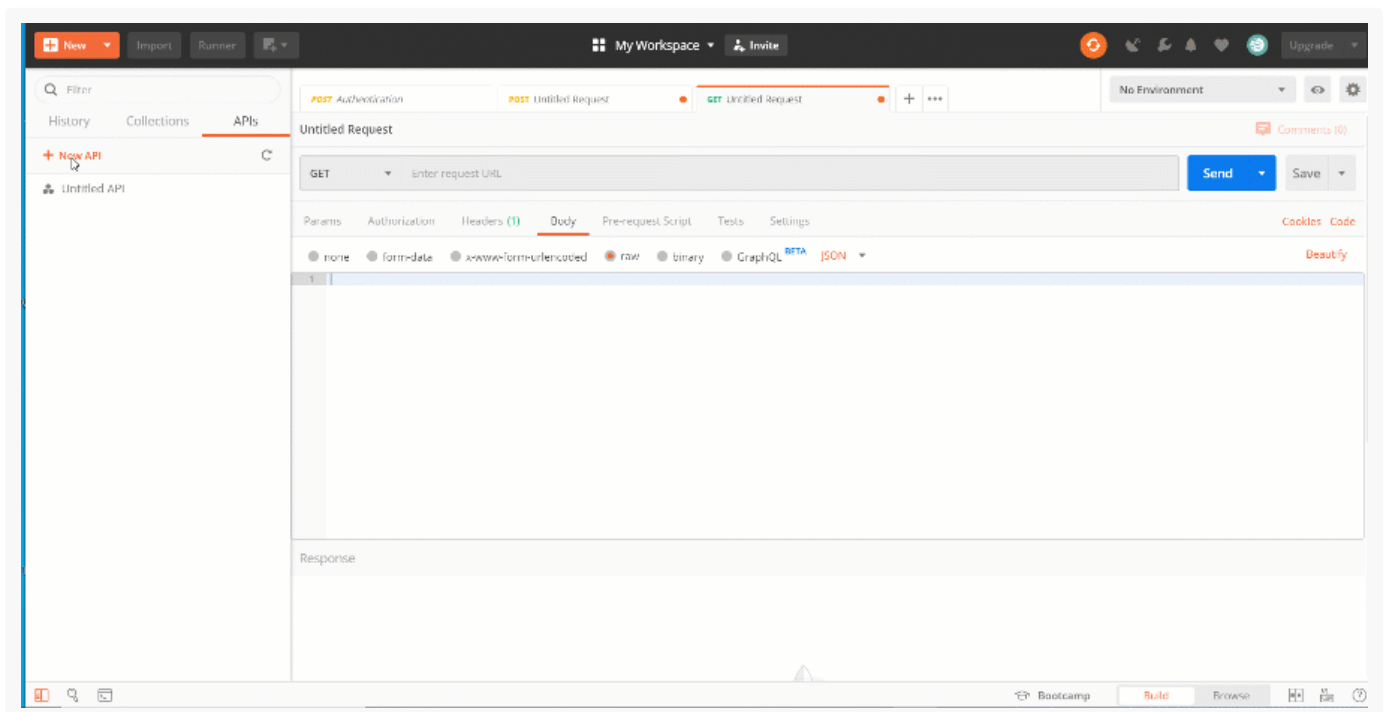 New Import Runner My Workspace Invite Upgrade
Filter
History Collections APIs
+ New API
Untitled API
POST Authentication POST Untitled Request GET Untitled Request + ••• No Environment
Untitled Request Comments (0)
GET Enter request URL Send Save
Params Authorization Headers (1) Body Pre-request Script Tests Settings Cookies Code
none form-data x-www-form-urlencoded raw binary GraphQL BETA JSON Beautify
1
Response
Bootcamp Build Browse